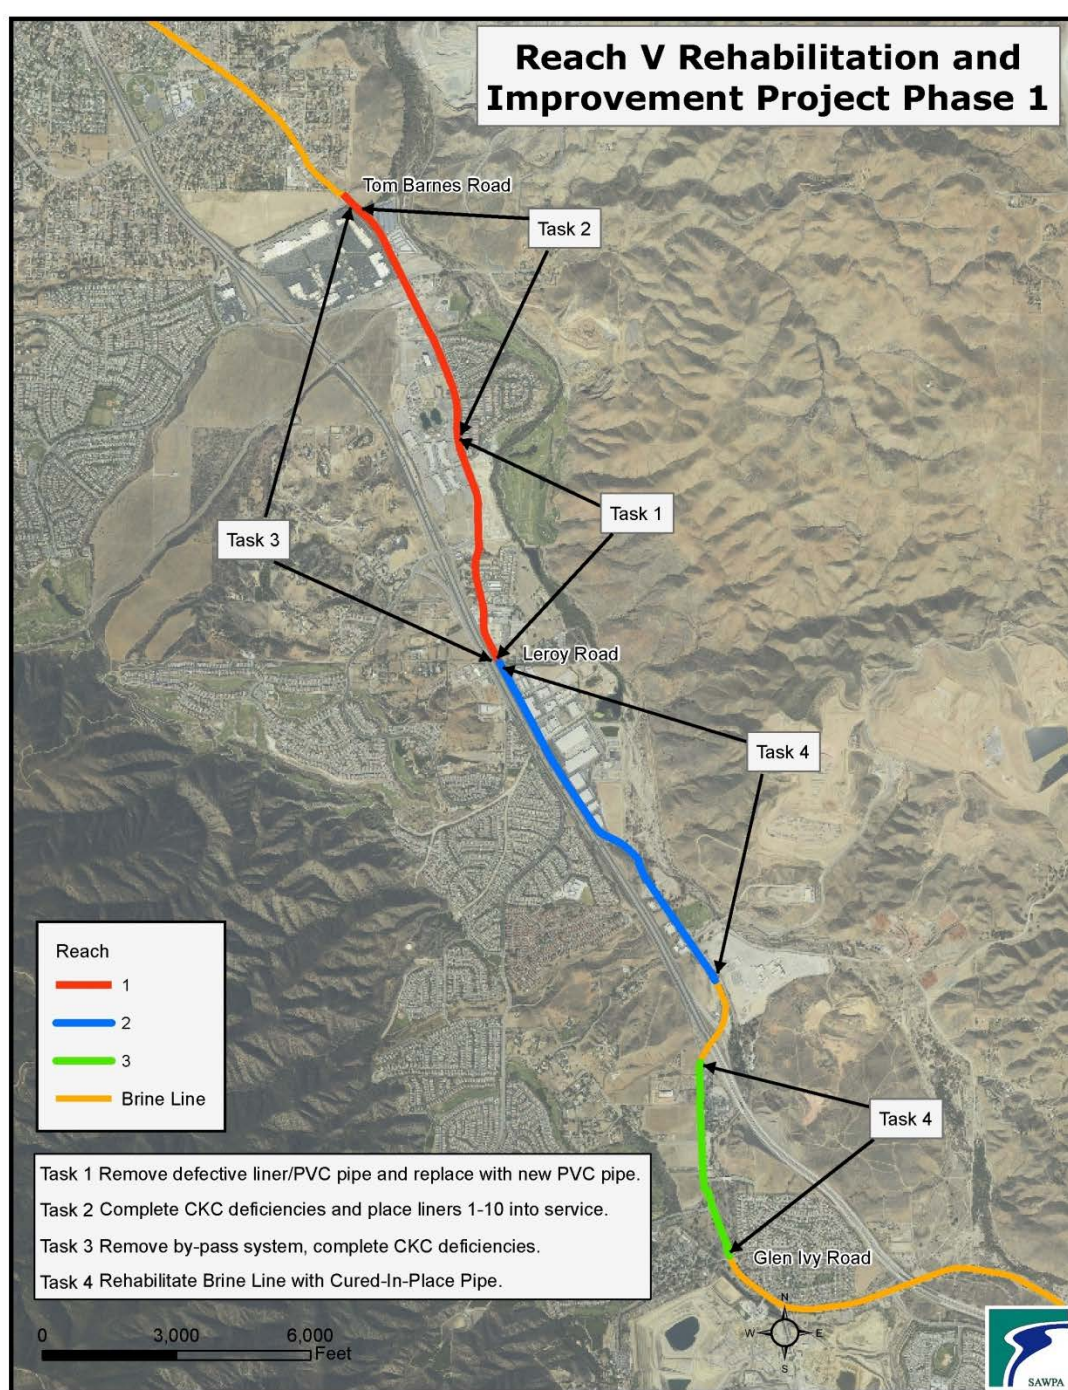 Reach V Rehabilitation and
Improvement Project Phase 1
Tom Barnes Road
Task 2
Task 1
Task 3
Leroy Road
Task 4
Reach
1
2
3
Brine Line
Task 4
Task 1 Remove defective liner/PVC pipe and replace with new PVC pipe.
Task 2 Complete CKC deficiencies and place liners 1-10 into service.
Task 3 Remove by-pass system, complete CKC deficiencies.
Task 4 Rehabilitate Brine Line with Cured-In-Place Pipe.
Glen Ivy Road
N
W E
S
0 3,000 6,000
Feet
SAWPA